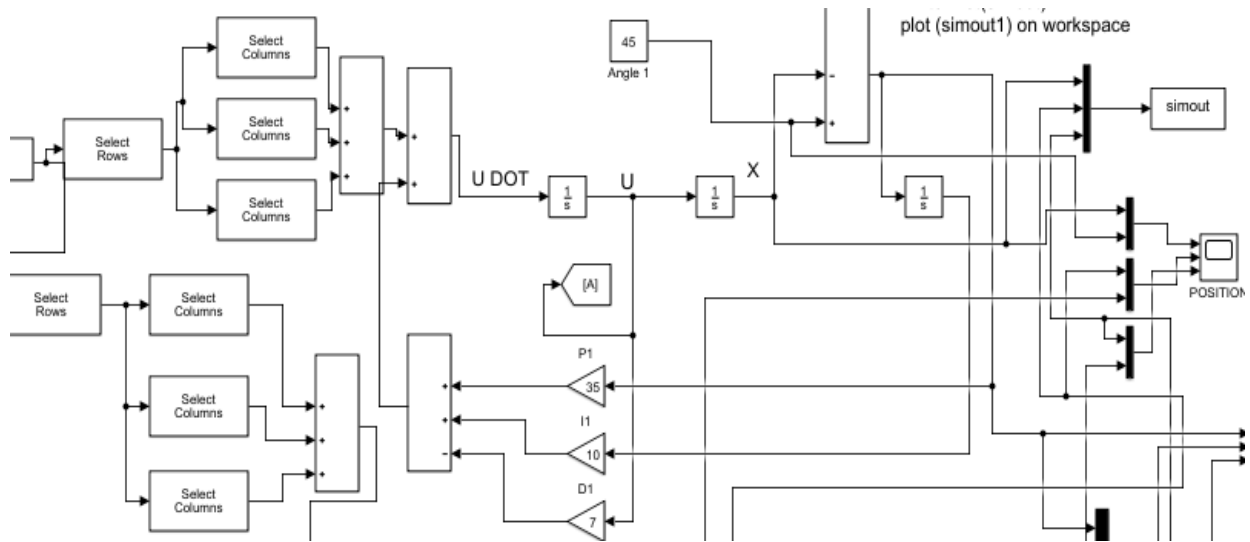 plot (simout1) on workspace
Select
Columns
45
Angle 1
-
+
simout
Select
Columns
+
+
+
+
+
Select
Rows
Select
Columns
U DOT
1
s
U
1
s
X
1
s
POSITION
[A]
Select
Rows
Select
Columns
P1
35
+
+
-
Select
Columns
+
+
+
I1
10
Select
Columns
D1
7